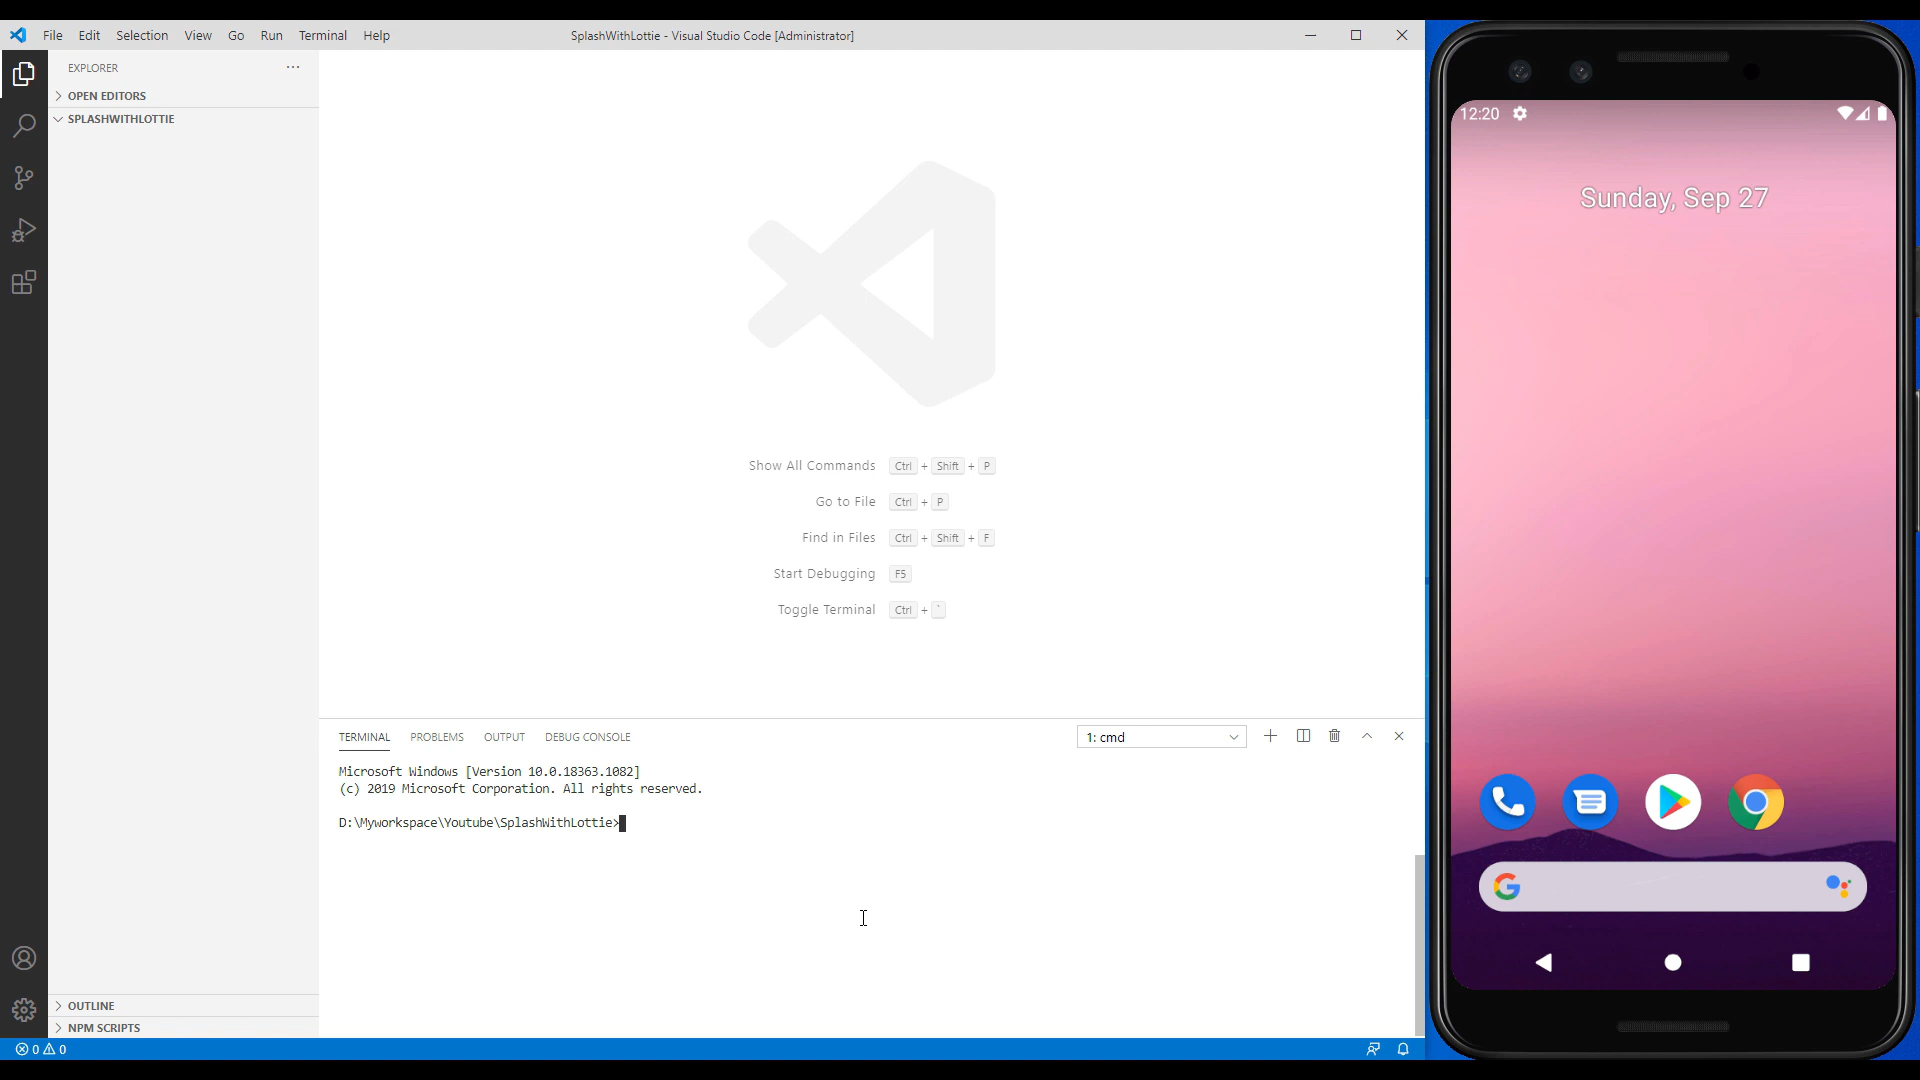 File Edit Selection View Go Run Terminal Help
SplashWithLottie - Visual Studio Code [Administrator]
EXPLORER
OPEN EDITORS
SPLASHWITHLOTTIE
Show All Commands Ctrl + Shift + P
Go to File Ctrl + P
Find in Files Ctrl + Shift + F
Start Debugging F5
Toggle Terminal Ctrl + `
TERMINAL PROBLEMS OUTPUT DEBUG CONSOLE
1: cmd
Microsoft Windows [Version 10.0.18363.1082]
(c) 2019 Microsoft Corporation. All rights reserved.
D:\Myworkspace\Youtube\SplashWithLottie>
OUTLINE
NPM SCRIPTS
0 0
12:20
Sunday, Sep 27